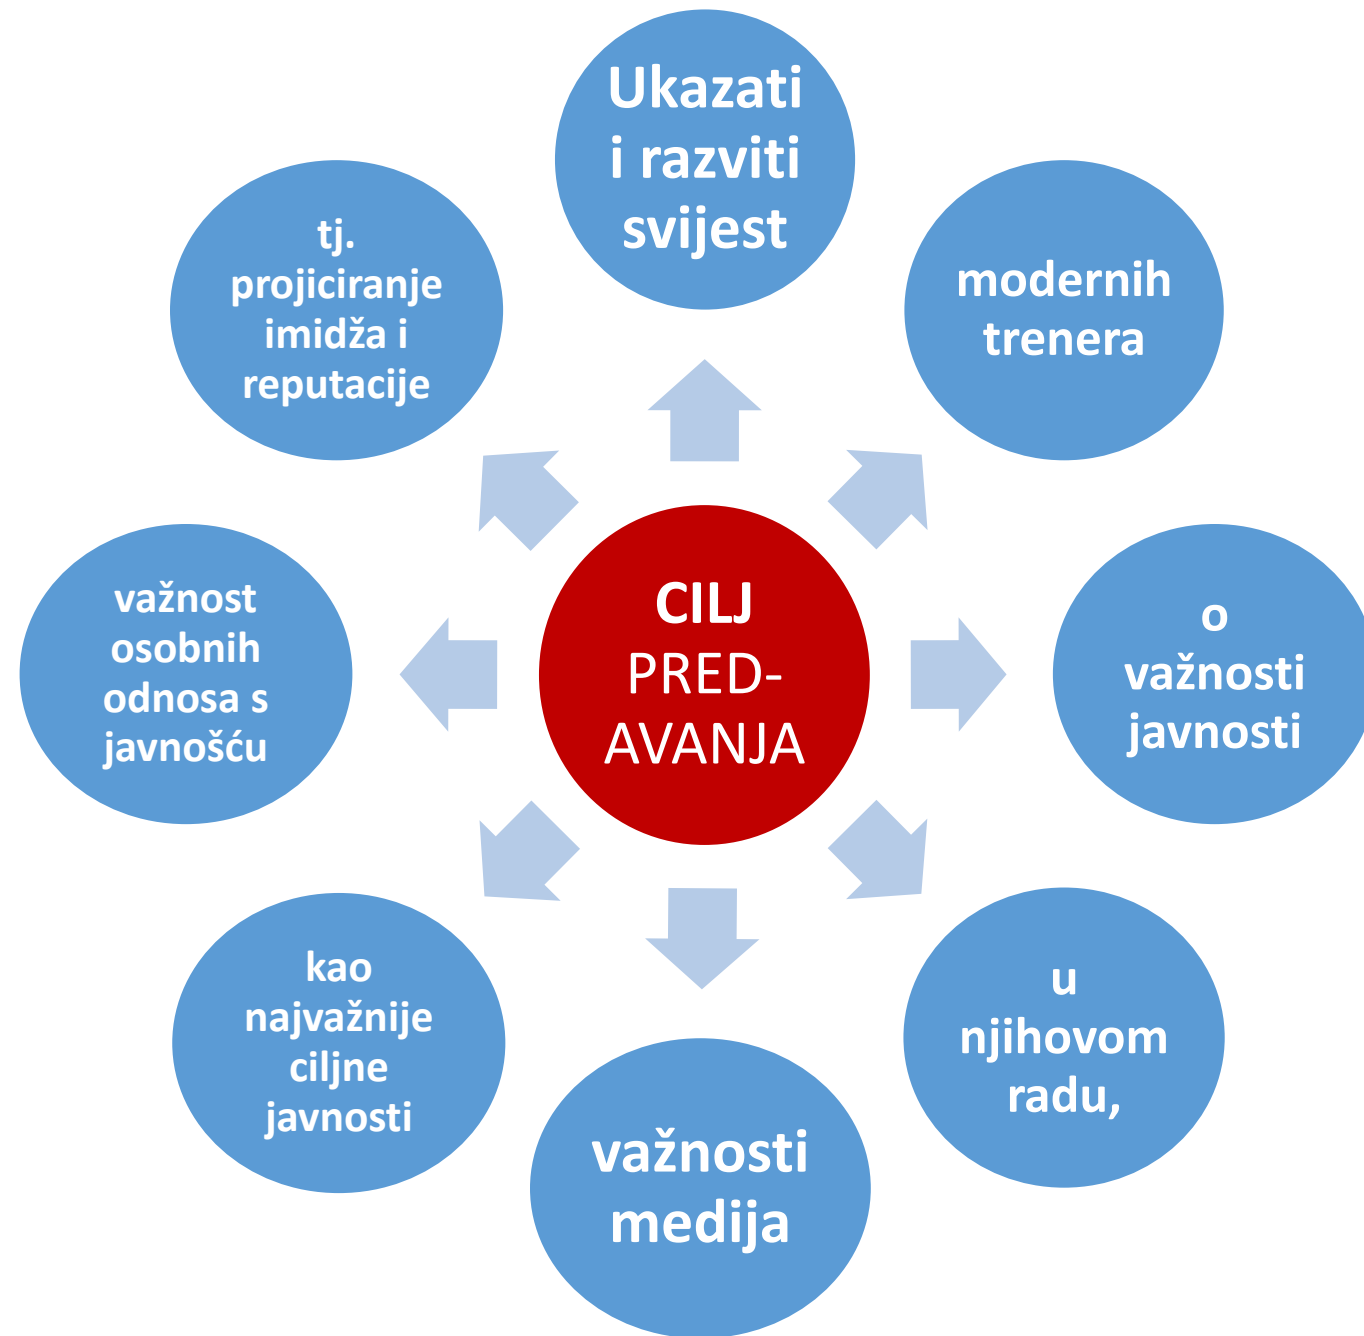 CILJ
PRED-
AVANJA
Ukazati
i razviti
svijest
modernih
trenera
o
važnosti
javnosti
u
njihovom
radu,
važnosti
medija
kao
najvažnije
ciljne
javnosti
važnost
osobnih
odnosa s
javnošću
tj.
projiciranje
imidža i
reputacije